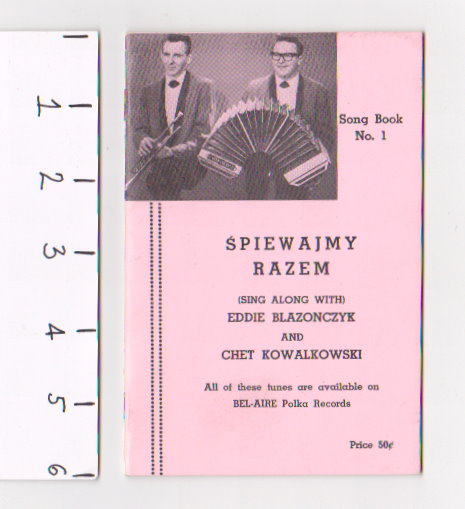 Song Book
No. 1
ŚPIEWAJMY
RAZEM
(SING ALONG WITH)
EDDIE BLAZONCZYK
AND
CHET KOWALKOWSKI
All of these tunes are available on
BEL-AIRE Polka Records
Price 50¢
1
2
3
4
5
6